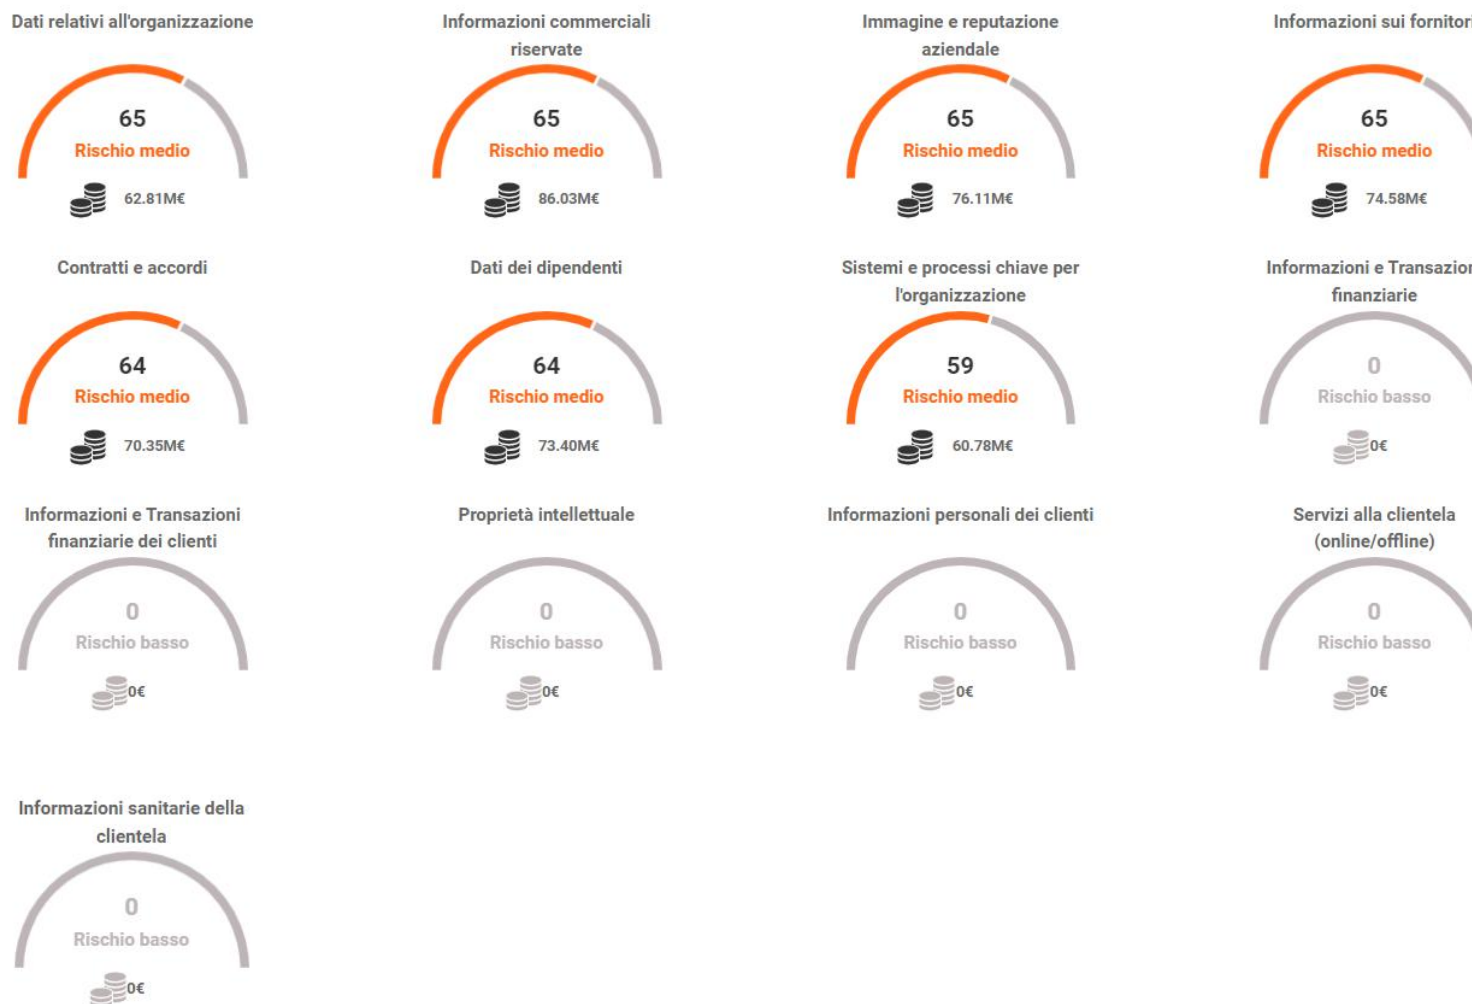 Dati relativi all'organizzazione
65
Rischio medio
62.81M€
Informazioni commerciali
riservate
65
Rischio medio
86.03M€
Immagine e reputazione
aziendale
65
Rischio medio
76.11M€
Informazioni sui fornitori
65
Rischio medio
74.58M€
Contratti e accordi
64
Rischio medio
70.35M€
Dati dei dipendenti
64
Rischio medio
73.40M€
Sistemi e processi chiave per
l'organizzazione
59
Rischio medio
60.78M€
Informazioni e Transazion
finanziarie
0
Rischio basso
0€
Informazioni e Transazioni
finanziarie dei clienti
0
Rischio basso
0€
Proprietà intellettuale
0
Rischio basso
0€
Informazioni personali dei clienti
0
Rischio basso
0€
Servizi alla clientela
(online/offline)
0
Rischio basso
0€
Informazioni sanitarie della
clientela
0
Rischio basso
0€